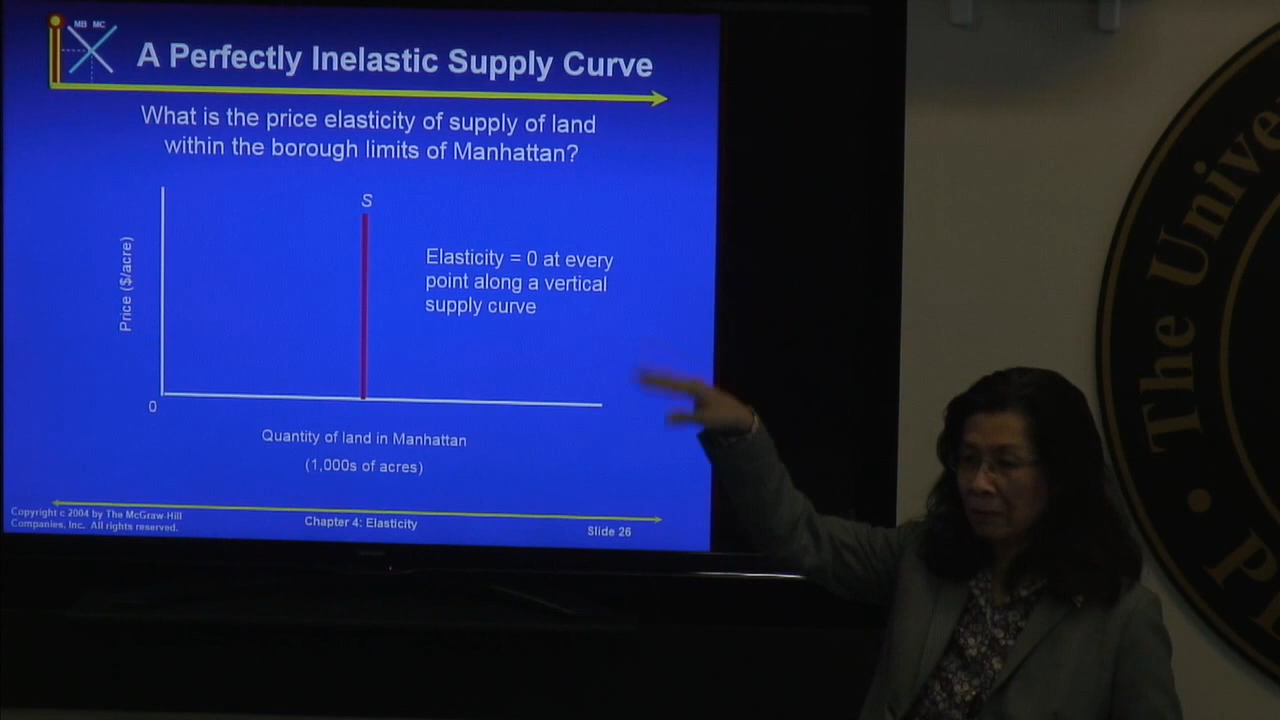 MB MC
A Perfectly Inelastic Supply Curve
What is the price elasticity of supply of land
within the borough limits of Manhattan?
S
Price ($/acre)
Elasticity = 0 at every
point along a vertical
supply curve
0
Quantity of land in Manhattan
(1,000s of acres)
Copyright c 2004 by The McGraw-Hill
Companies, Inc. All rights reserved.
Chapter 4: Elasticity
Slide 26
The Unive